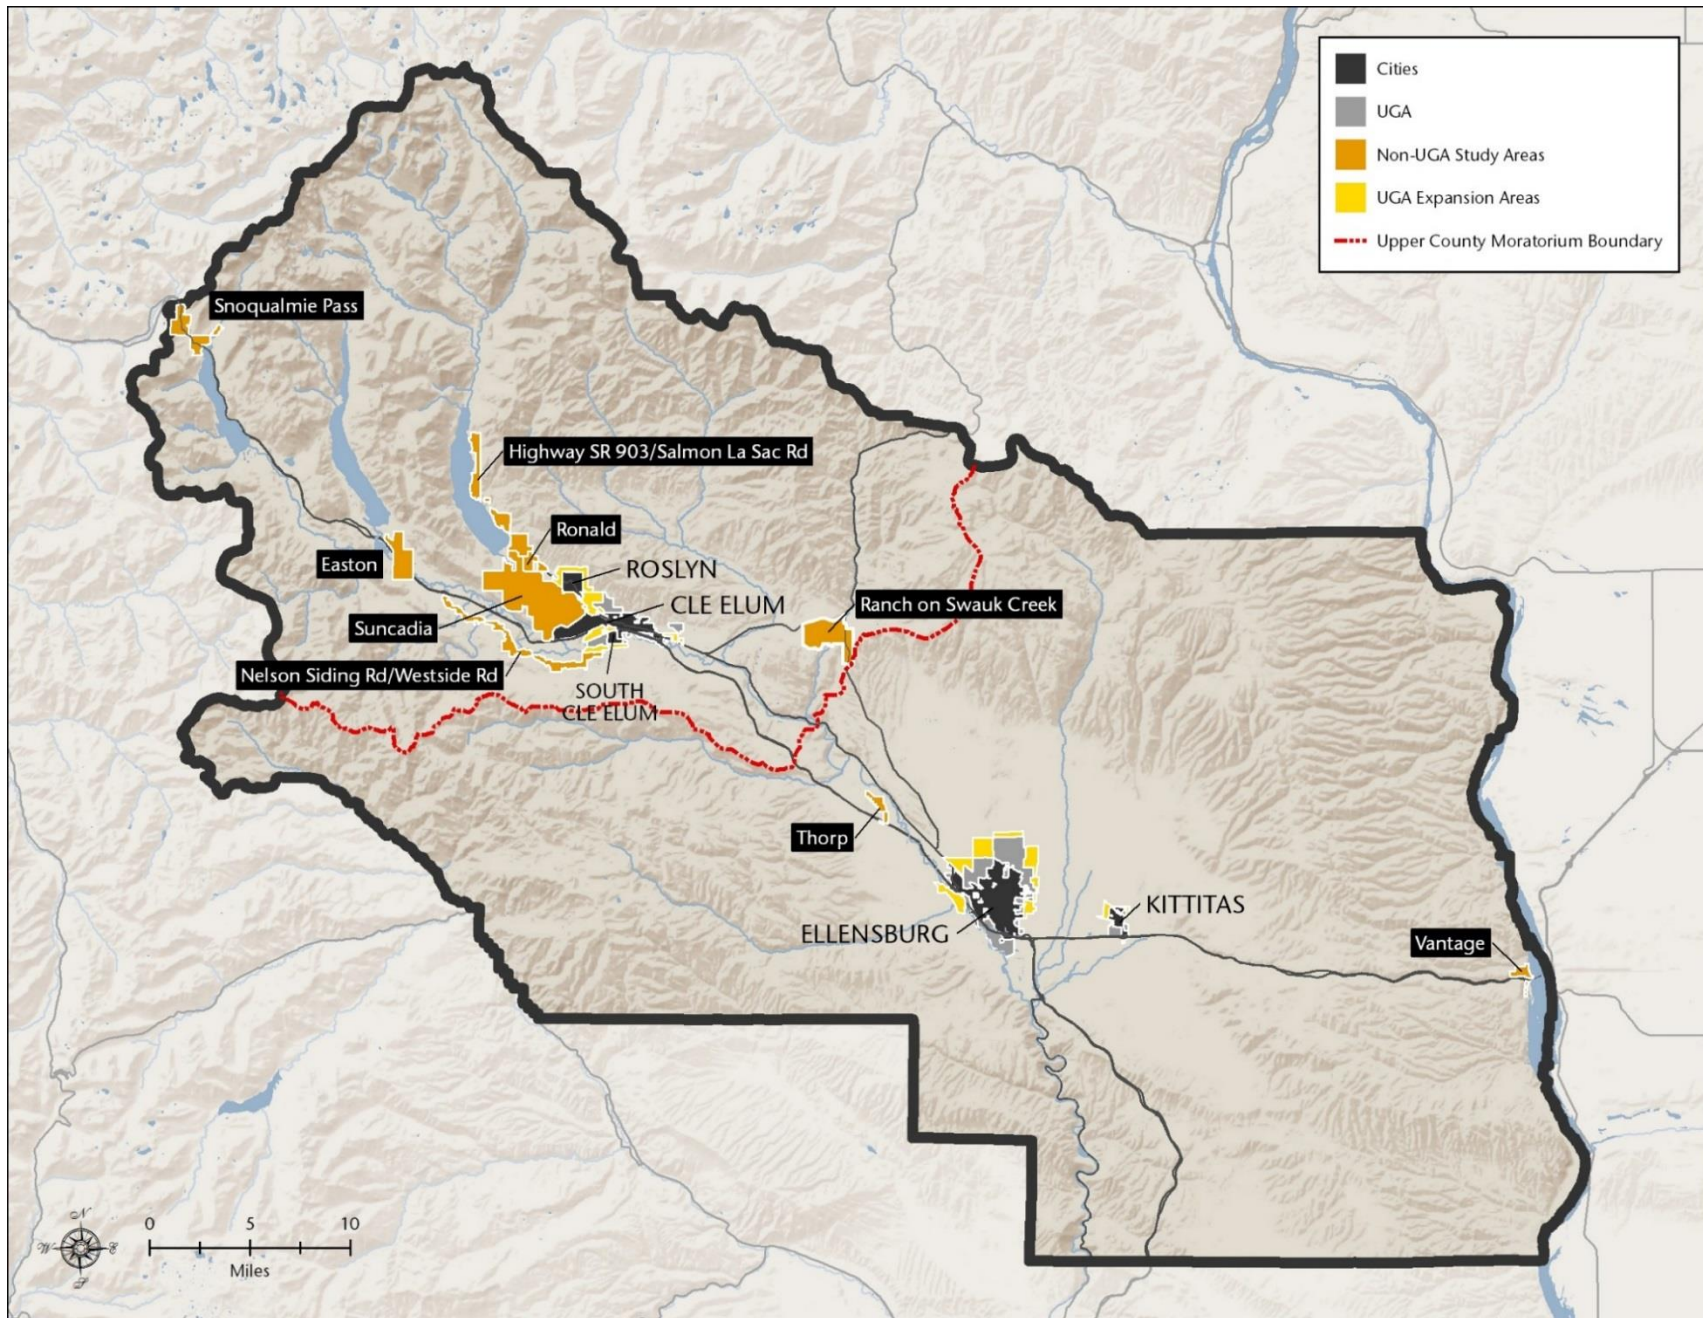 Cities
UGA
Non-UGA Study Areas
UGA Expansion Areas
Upper County Moratorium Boundary
Snoqualmie Pass
Highway SR 903/Salmon La Sac Rd
Ronald
Easton
ROSLYN
CLE ELUM
Ranch on Swauk Creek
Suncadia
Nelson Siding Rd/Westside Rd
SOUTH
CLE ELUM
Thorp
KITTITAS
ELLENSBURG
Vantage
N
W
E
S
0 5 10
Miles